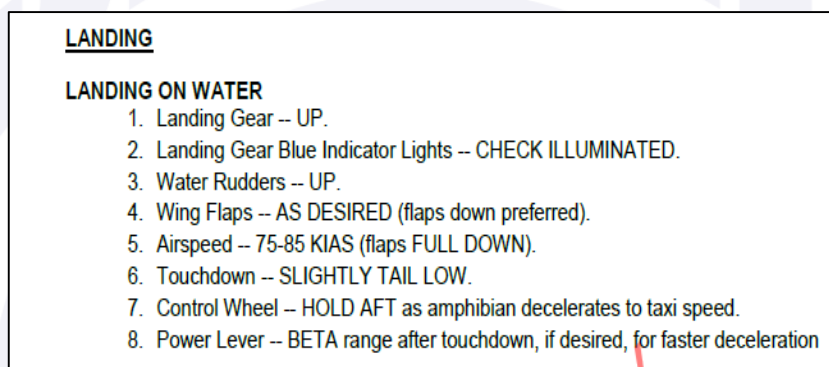 LANDING
LANDING ON WATER
1. Landing Gear -- UP.
2. Landing Gear Blue Indicator Lights -- CHECK ILLUMINATED.
3. Water Rudders -- UP.
4. Wing Flaps -- AS DESIRED (flaps down preferred).
5. Airspeed -- 75-85 KIAS (flaps FULL DOWN).
6. Touchdown -- SLIGHTLY TAIL LOW.
7. Control Wheel -- HOLD AFT as amphibian decelerates to taxi speed.
8. Power Lever -- BETA range after touchdown, if desired, for faster deceleration